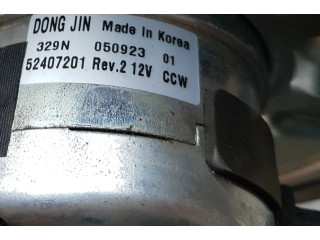 DONG JIN Made In Korea
329N 050923 01
52407201 Rev.2 12V CCW